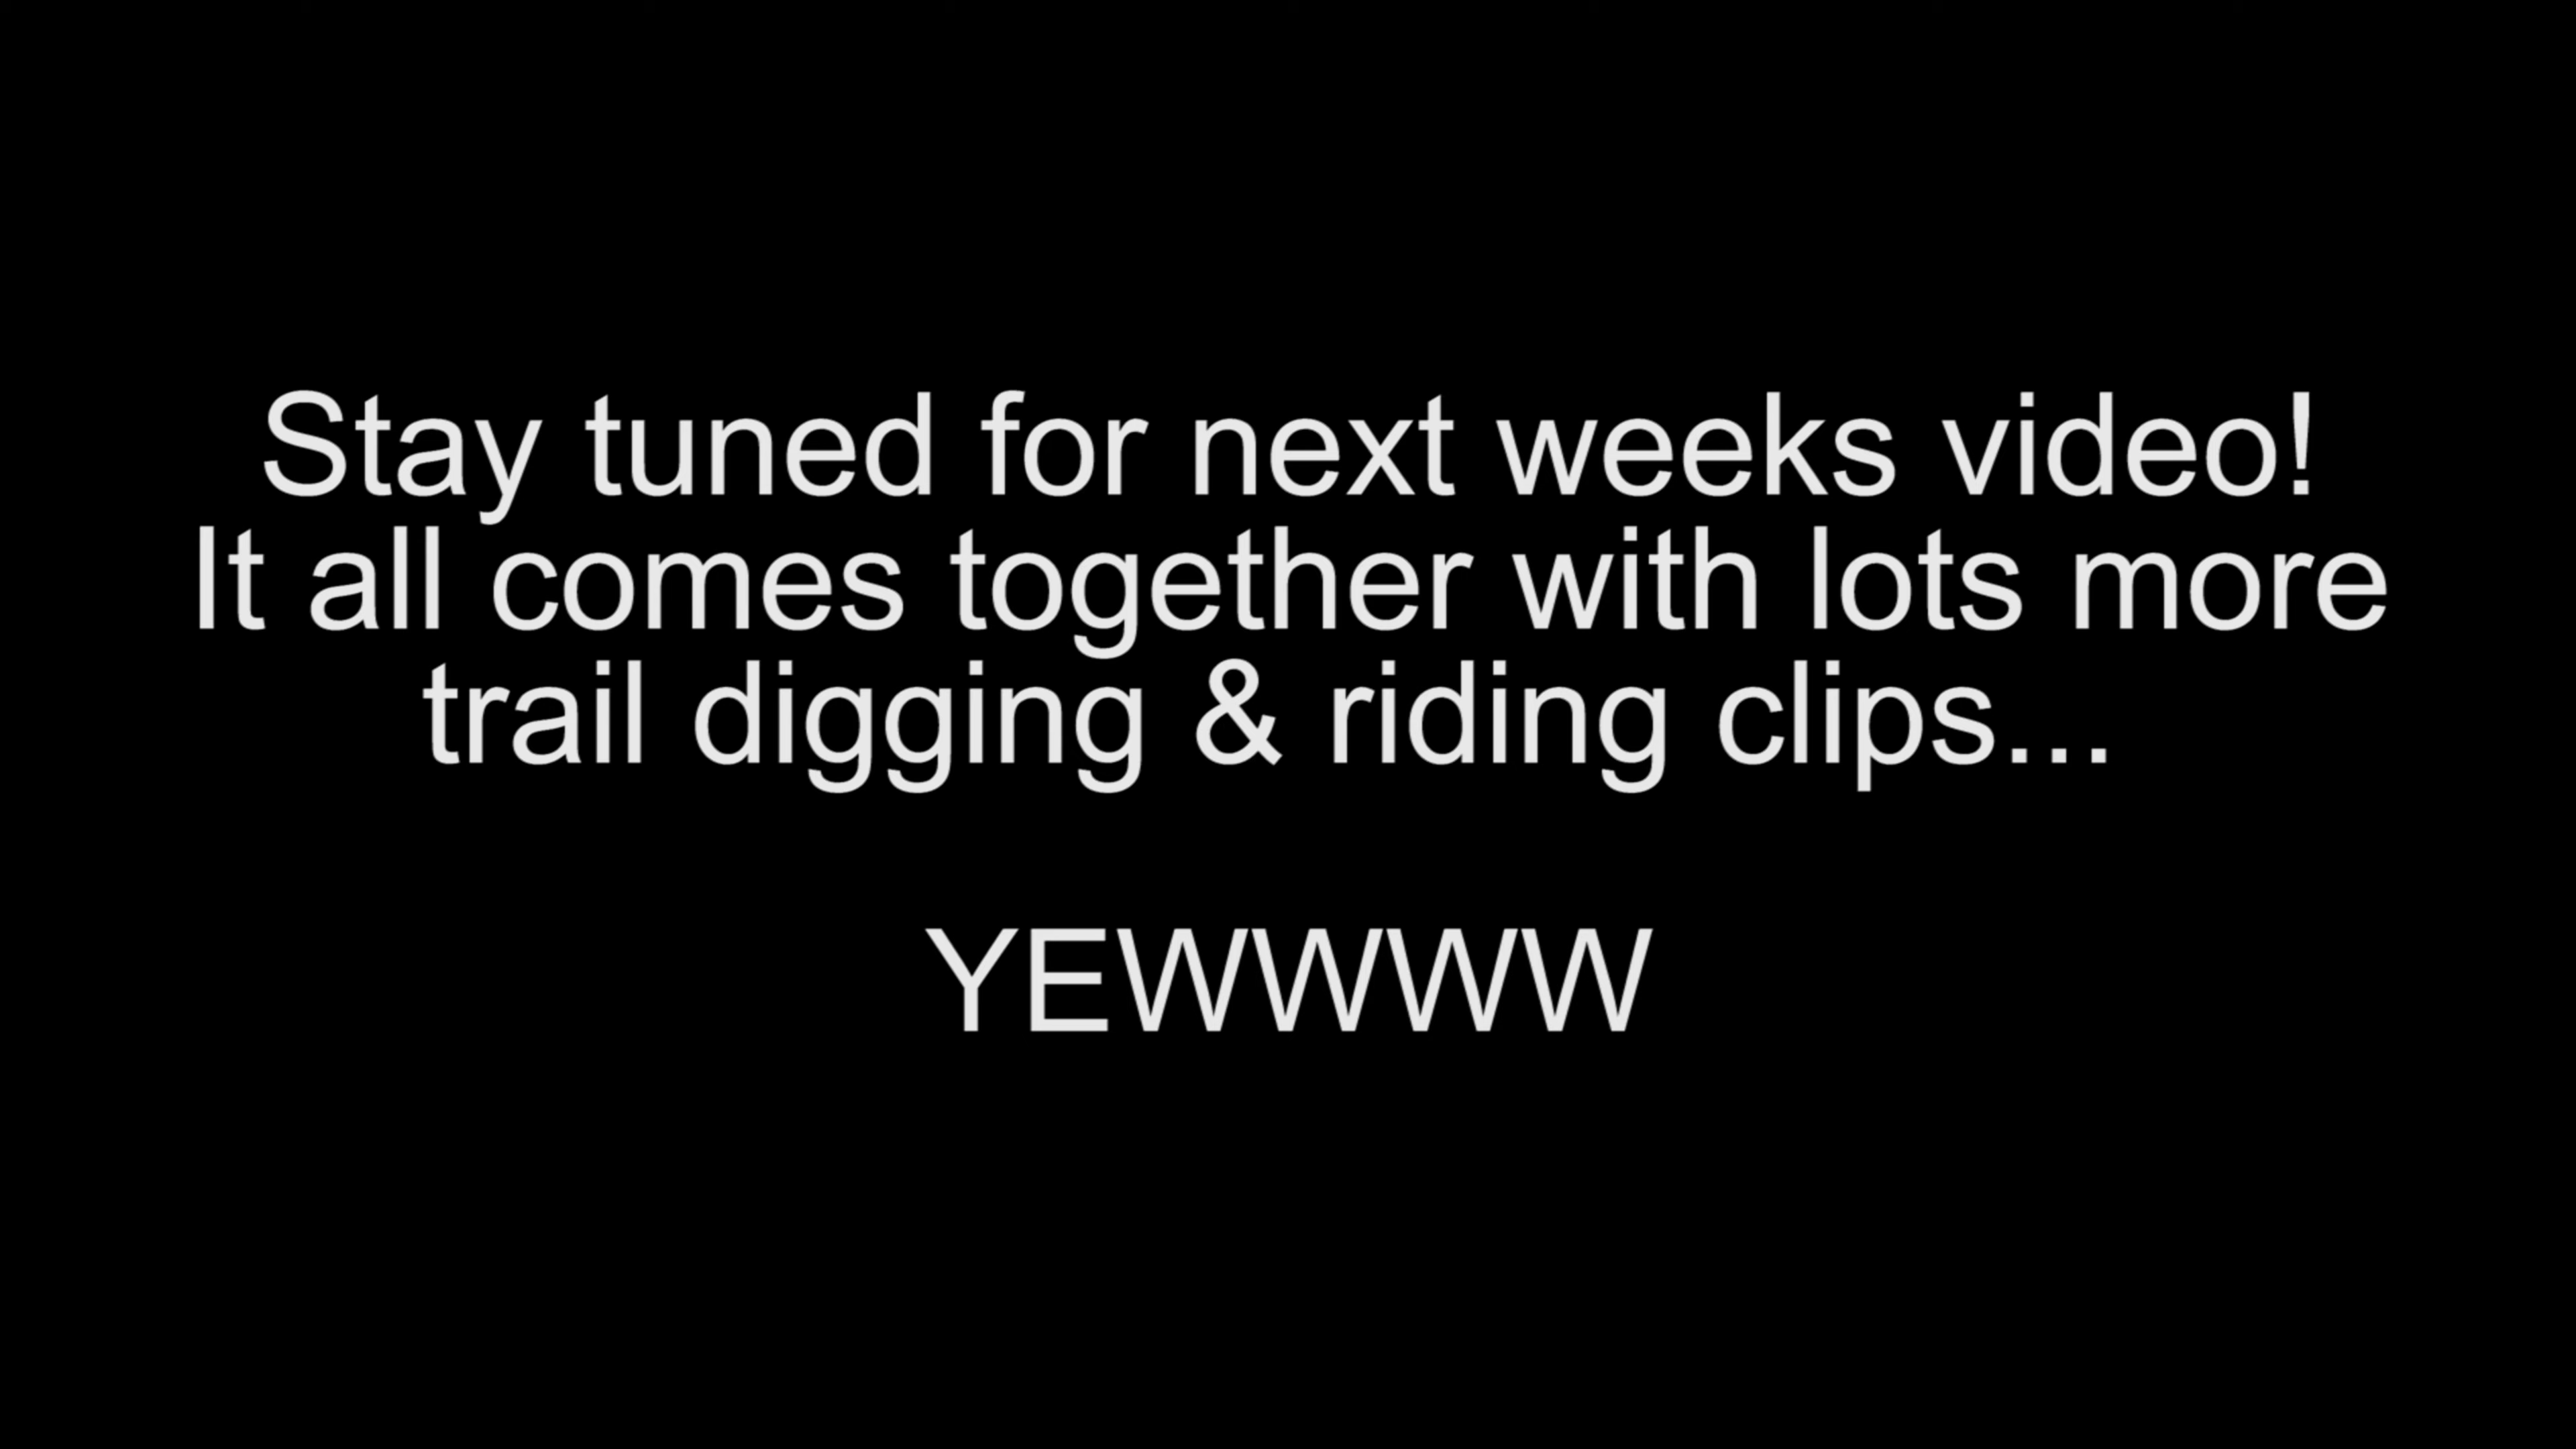 Stay tuned for next weeks video!
It all comes together with lots more
trail digging & riding clips...
YEWWWW